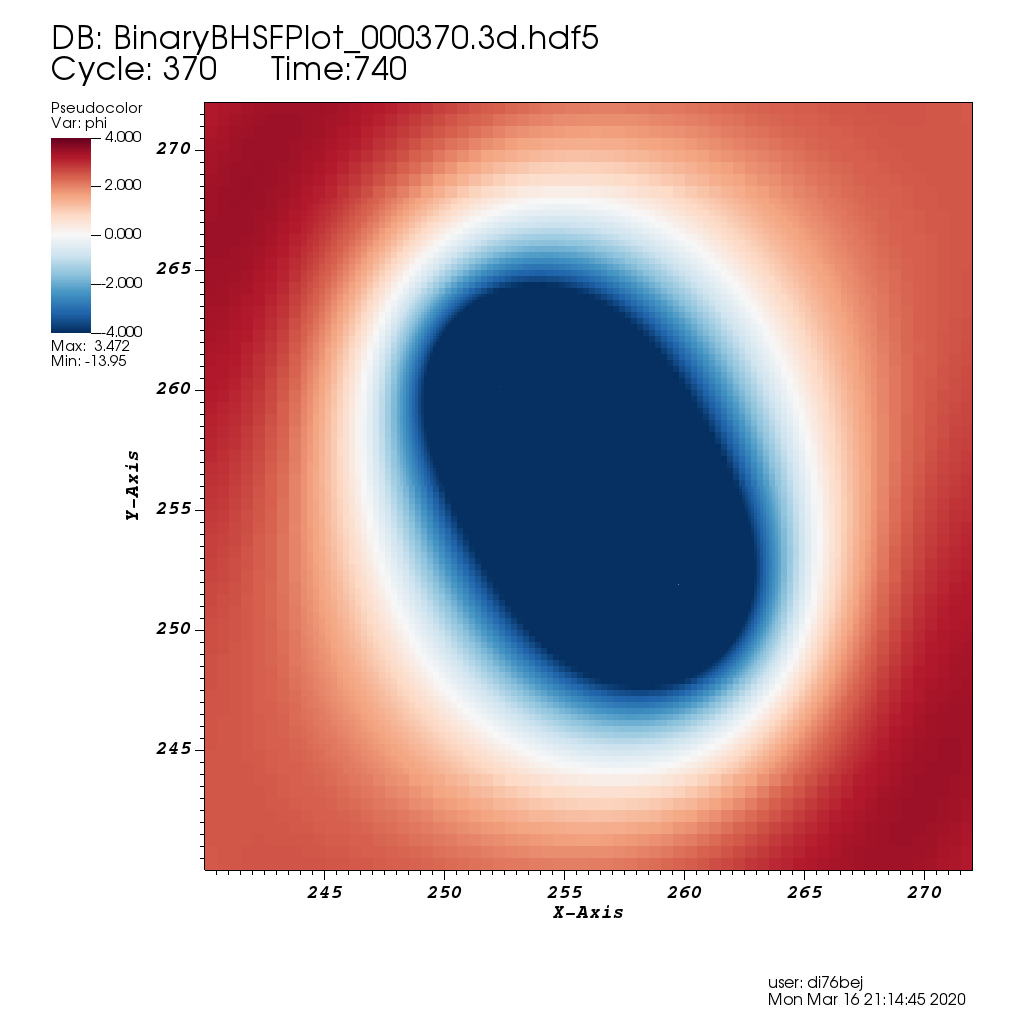 DB: BinaryBHSFPlot_000370.3d.hdf5
Cycle: 370 Time:740
Pseudocolor
Var: phi
4.000
2.000
0.000
-2.000
-4.000
Max: 3.472
Min: -13.95
270
265
260
255
250
245
Y-Axis
245 250 255 260 265 270
X-Axis
user: di76bej
Mon Mar 16 21:14:45 2020